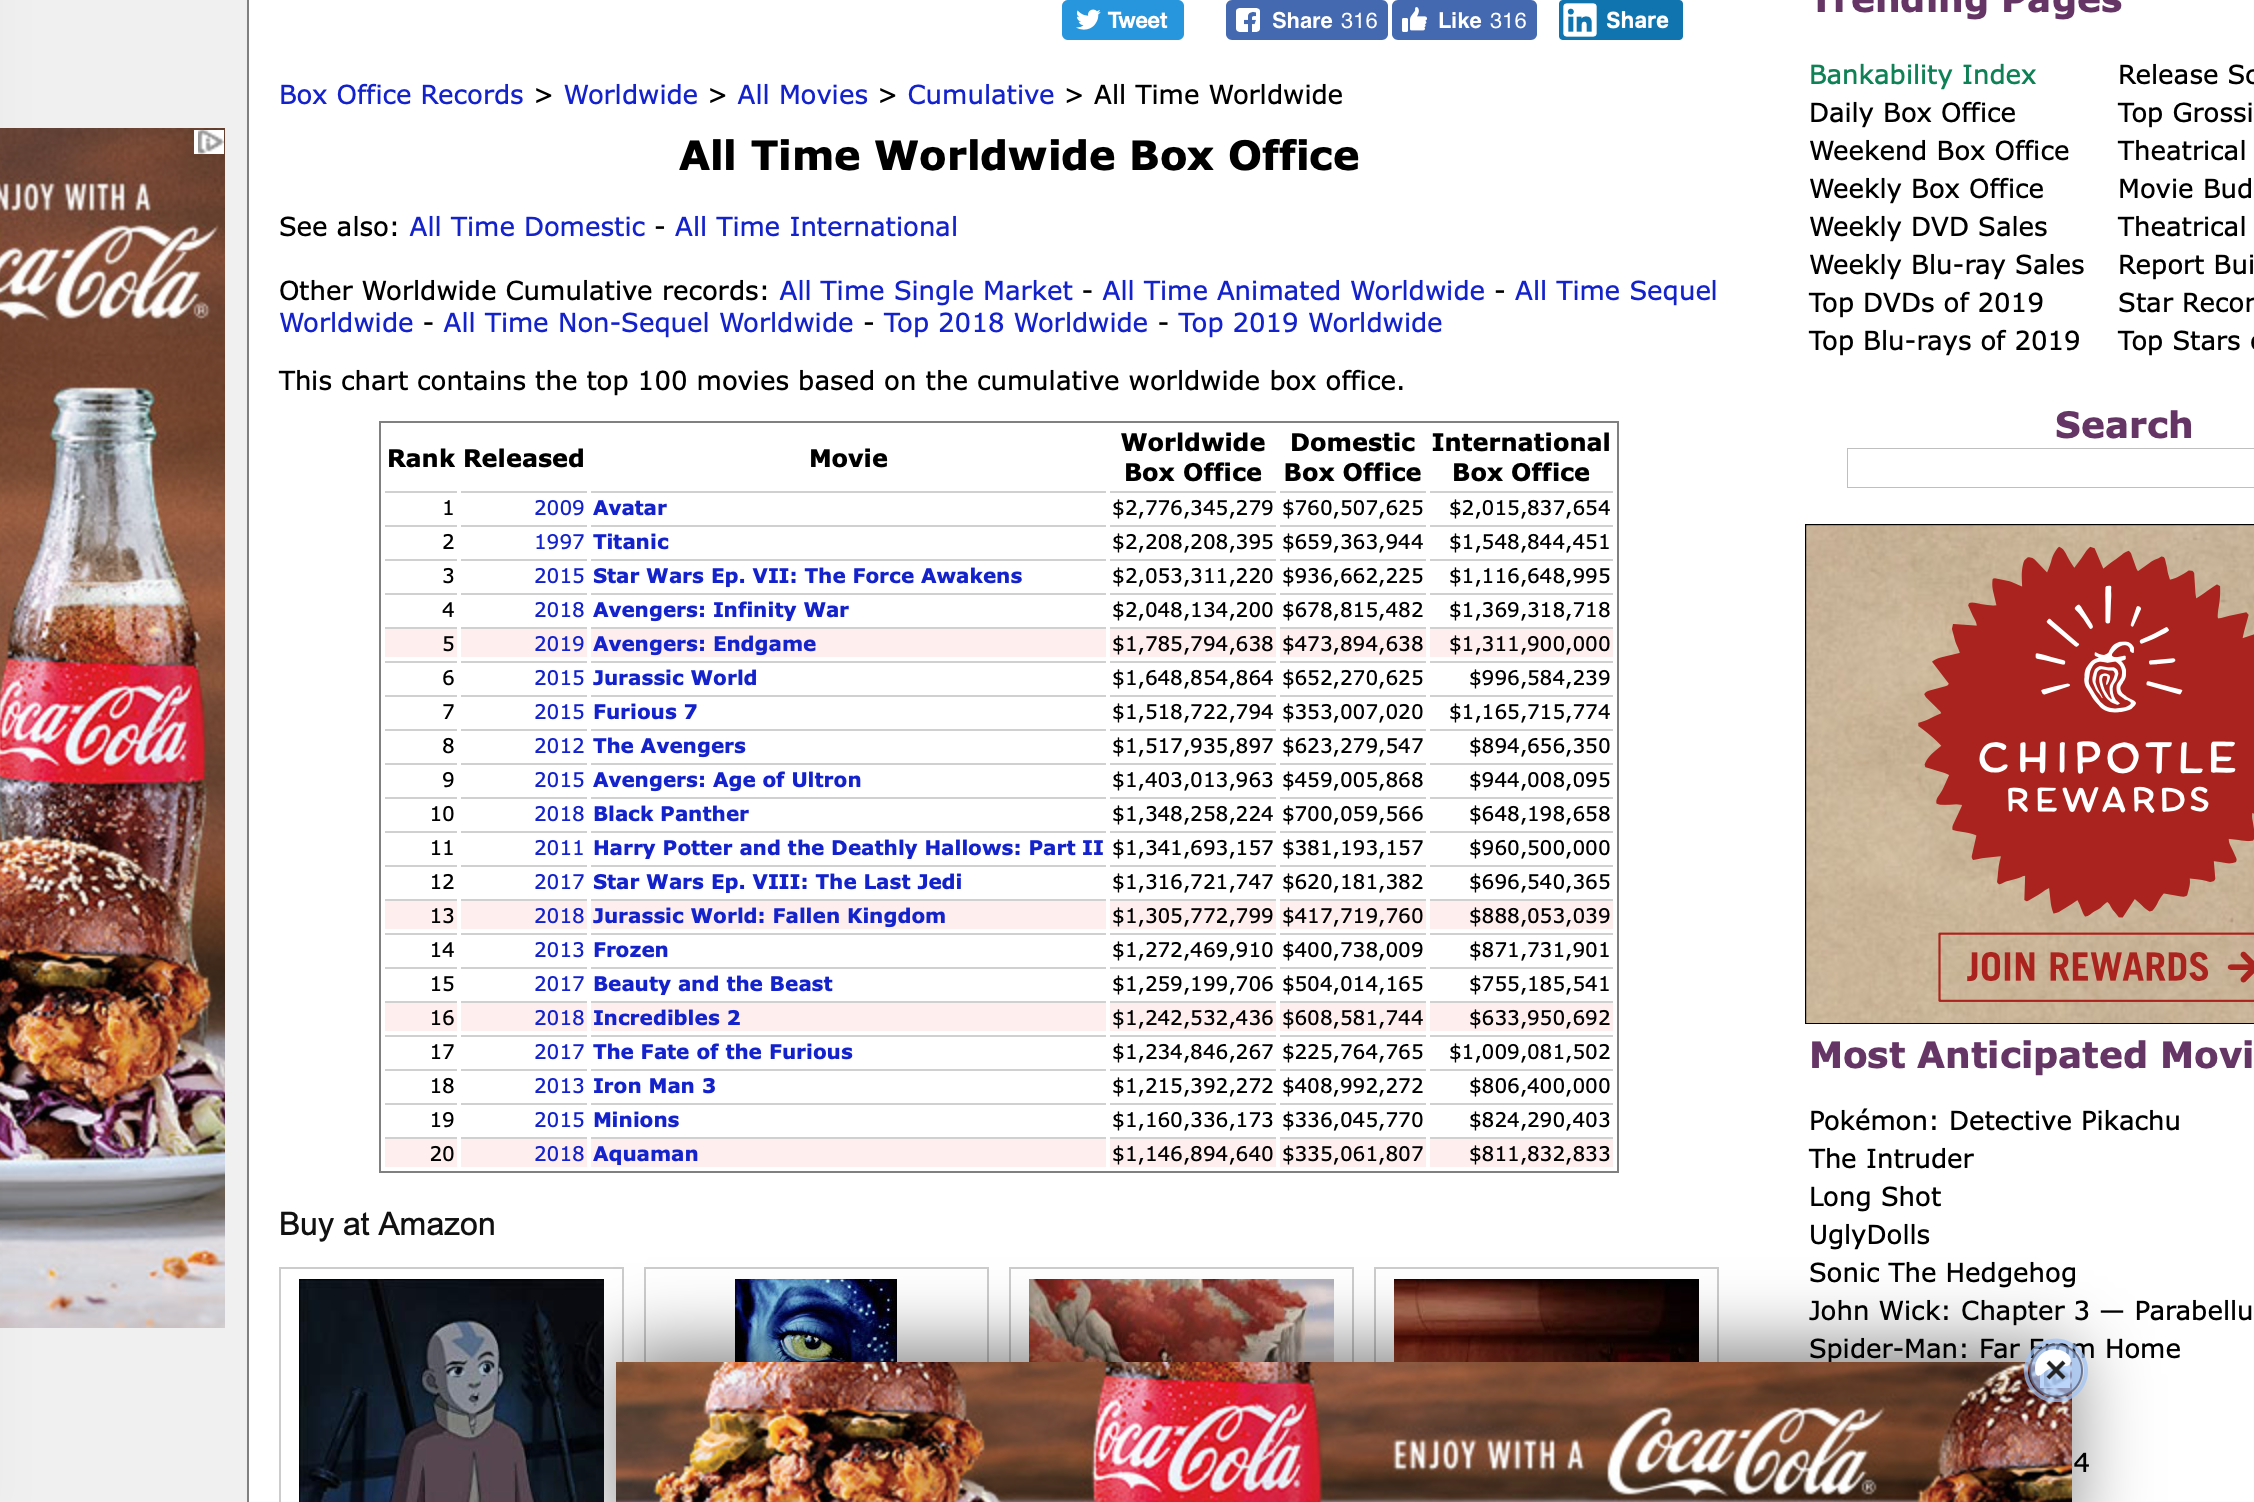 Tweet
Share 316
Like 316
Share
Box Office Records > Worldwide > All Movies > Cumulative > All Time Worldwide
All Time Worldwide Box Office
See also: All Time Domestic - All Time International
Other Worldwide Cumulative records: All Time Single Market - All Time Animated Worldwide - All Time Sequel
Worldwide - All Time Non-Sequel Worldwide - Top 2018 Worldwide - Top 2019 Worldwide
This chart contains the top 100 movies based on the cumulative worldwide box office.
Rank Released Movie Worldwide Box Office Domestic Box Office International Box Office
1 2009 Avatar $2,776,345,279 $760,507,625 $2,015,837,654
2 1997 Titanic $2,208,208,395 $659,363,944 $1,548,844,451
3 2015 Star Wars Ep. VII: The Force Awakens $2,053,311,220 $936,662,225 $1,116,648,995
4 2018 Avengers: Infinity War $2,048,134,200 $678,815,482 $1,369,318,718
5 2019 Avengers: Endgame $1,785,794,638 $473,894,638 $1,311,900,000
6 2015 Jurassic World $1,648,854,864 $652,270,625 $996,584,239
7 2015 Furious 7 $1,518,722,794 $353,007,020 $1,165,715,774
8 2012 The Avengers $1,517,935,897 $623,279,547 $894,656,350
9 2015 Avengers: Age of Ultron $1,403,013,963 $459,005,868 $944,008,095
10 2018 Black Panther $1,348,258,224 $700,059,566 $648,198,658
11 2011 Harry Potter and the Deathly Hallows: Part II $1,341,693,157 $381,193,157 $960,500,000
12 2017 Star Wars Ep. VIII: The Last Jedi $1,316,721,747 $620,181,382 $696,540,365
13 2018 Jurassic World: Fallen Kingdom $1,305,772,799 $417,719,760 $888,053,039
14 2013 Frozen $1,272,469,910 $400,738,009 $871,731,901
15 2017 Beauty and the Beast $1,259,199,706 $504,014,165 $755,185,541
16 2018 Incredibles 2 $1,242,532,436 $608,581,744 $633,950,692
17 2017 The Fate of the Furious $1,234,846,267 $225,764,765 $1,009,081,502
18 2013 Iron Man 3 $1,215,392,272 $408,992,272 $806,400,000
19 2015 Minions $1,160,336,173 $336,045,770 $824,290,403
20 2018 Aquaman $1,146,894,640 $335,061,807 $811,832,833
Buy at Amazon
Trending Pages
Bankability Index
Daily Box Office
Weekend Box Office
Weekly Box Office
Weekly DVD Sales
Weekly Blu-ray Sales
Top DVDs of 2019
Top Blu-rays of 2019
Release Sc
Top Grossi
Theatrical
Movie Bud
Theatrical
Report Bui
Star Recor
Top Stars
Search
CHIPOTLE
REWARDS
JOIN REWARDS
Most Anticipated Movi
Pokémon: Detective Pikachu
The Intruder
Long Shot
UglyDolls
Sonic The Hedgehog
John Wick: Chapter 3 — Parabellu
Spider-Man: Far From Home
4
NJOY WITH A
ca-Cola®
oca-Cola
oca-Cola
ENJOY WITH A Coca-Cola®